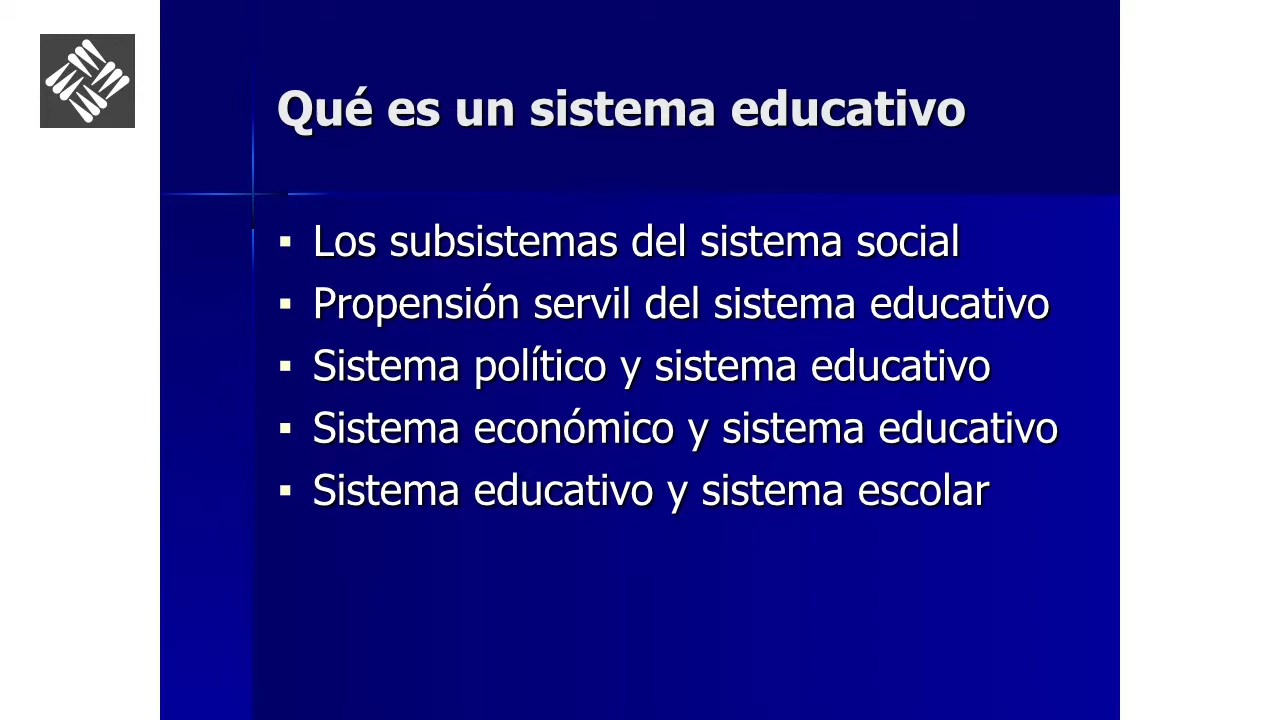 Qué es un sistema educativo
▪ Los subsistemas del sistema social
▪ Propensión servil del sistema educativo
▪ Sistema político y sistema educativo
▪ Sistema económico y sistema educativo
▪ Sistema educativo y sistema escolar